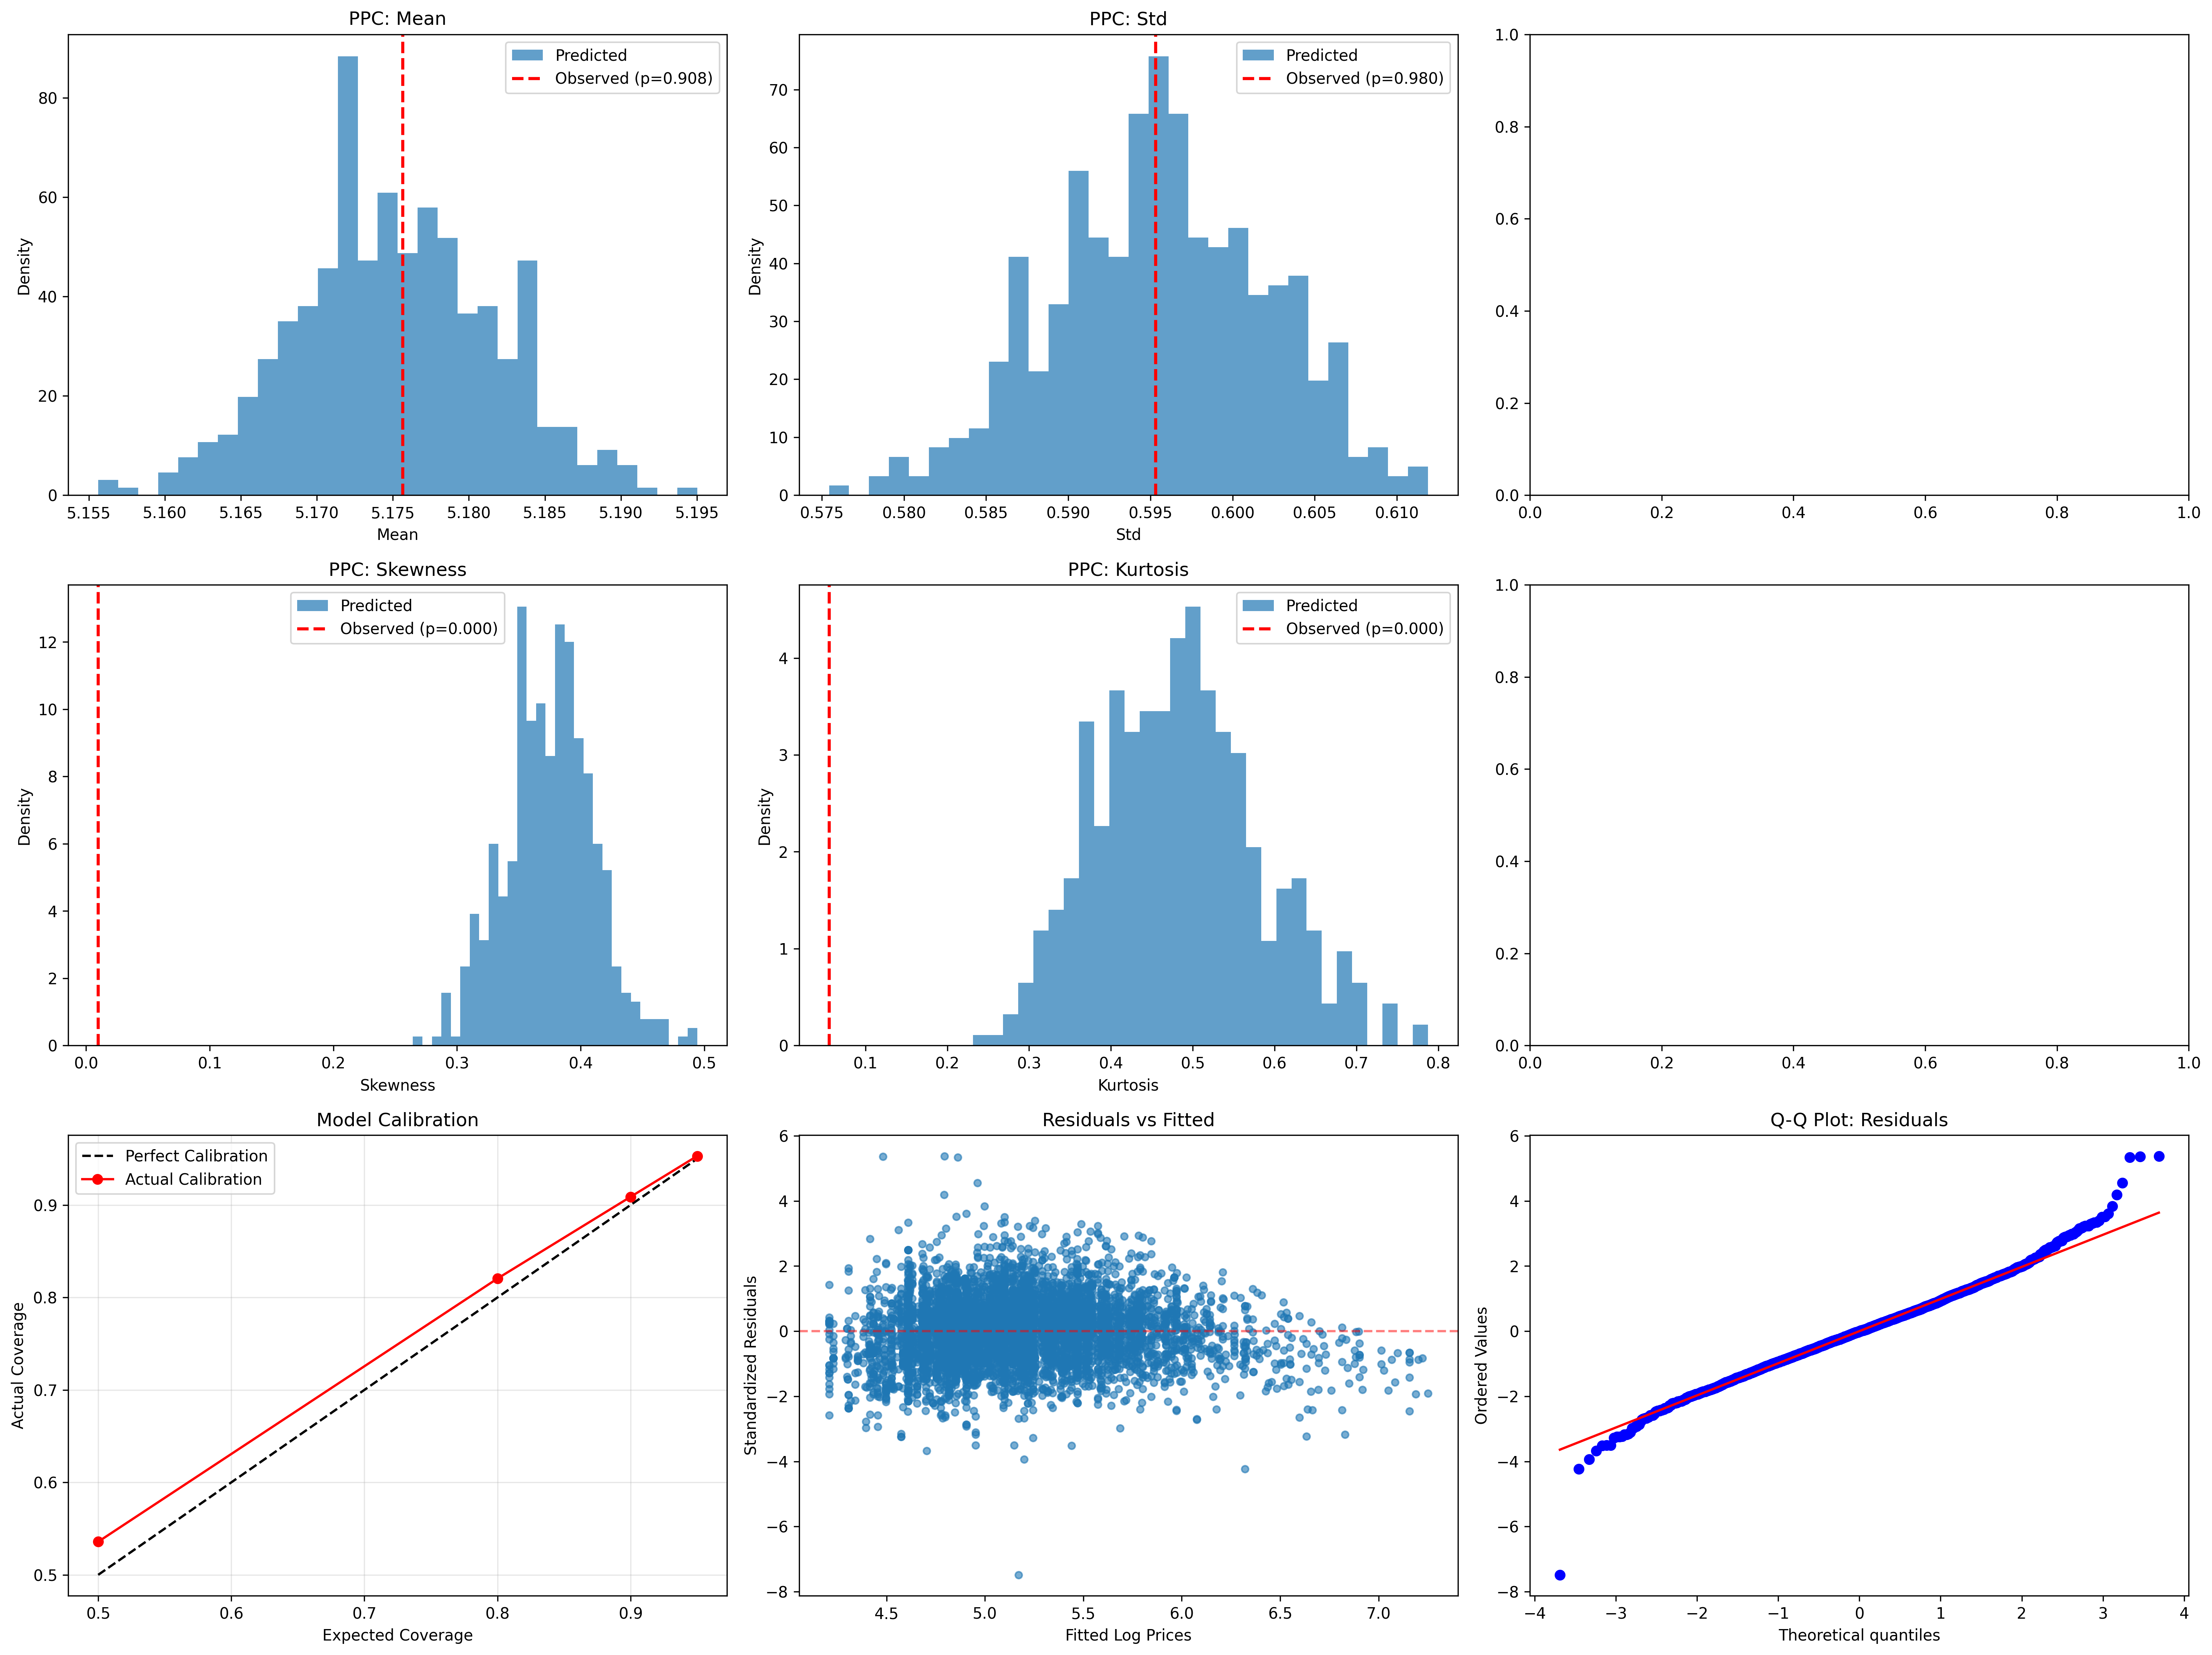 PPC: Mean
Predicted
Observed (p=0.908)
Density
80
60
40
20
0
5.155 5.160 5.165 5.170 5.175 5.180 5.185 5.190 5.195
Mean
PPC: Std
Predicted
Observed (p=0.980)
Density
70
60
50
40
30
20
10
0
0.575 0.580 0.585 0.590 0.595 0.600 0.605 0.610
Std
1.0
0.8
0.6
0.4
0.2
0.0
0.0 0.2 0.4 0.6 0.8 1.0
PPC: Skewness
Predicted
Observed (p=0.000)
Density
12
10
8
6
4
2
0
0.0 0.1 0.2 0.3 0.4 0.5
Skewness
PPC: Kurtosis
Predicted
Observed (p=0.000)
Density
4
3
2
1
0
0.1 0.2 0.3 0.4 0.5 0.6 0.7 0.8
Kurtosis
1.0
0.8
0.6
0.4
0.2
0.0
0.0 0.2 0.4 0.6 0.8 1.0
Model Calibration
Perfect Calibration
Actual Calibration
Actual Coverage
0.9
0.8
0.7
0.6
0.5
0.5 0.6 0.7 0.8 0.9
Expected Coverage
Residuals vs Fitted
Standardized Residuals
6
4
2
0
−2
−4
−6
−8
4.5 5.0 5.5 6.0 6.5 7.0
Fitted Log Prices
Q-Q Plot: Residuals
Ordered Values
6
4
2
0
−2
−4
−6
−8
−4 −3 −2 −1 0 1 2 3 4
Theoretical quantiles